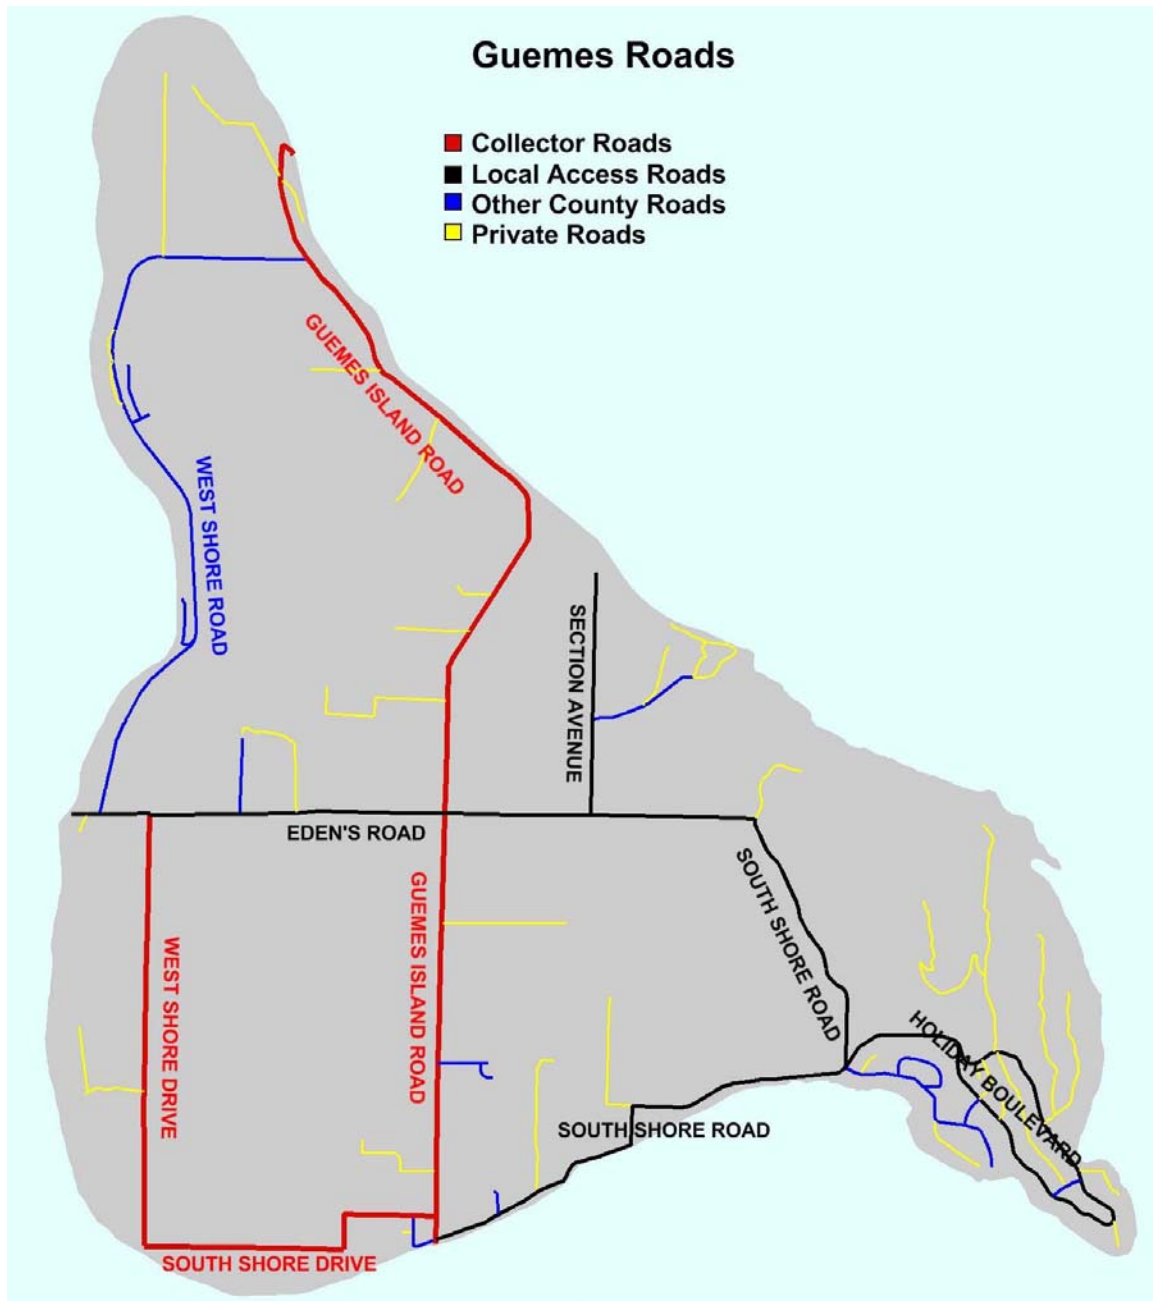 Guemes Roads
Collector Roads
Local Access Roads
Other County Roads
Private Roads
GUEMES ISLAND ROAD
WEST SHORE ROAD
SECTION AVENUE
EDEN'S ROAD
SOUTH SHORE ROAD
GUEMES ISLAND ROAD
WEST SHORE DRIVE
HOLIDAY BOULEVARD
SOUTH SHORE ROAD
SOUTH SHORE DRIVE